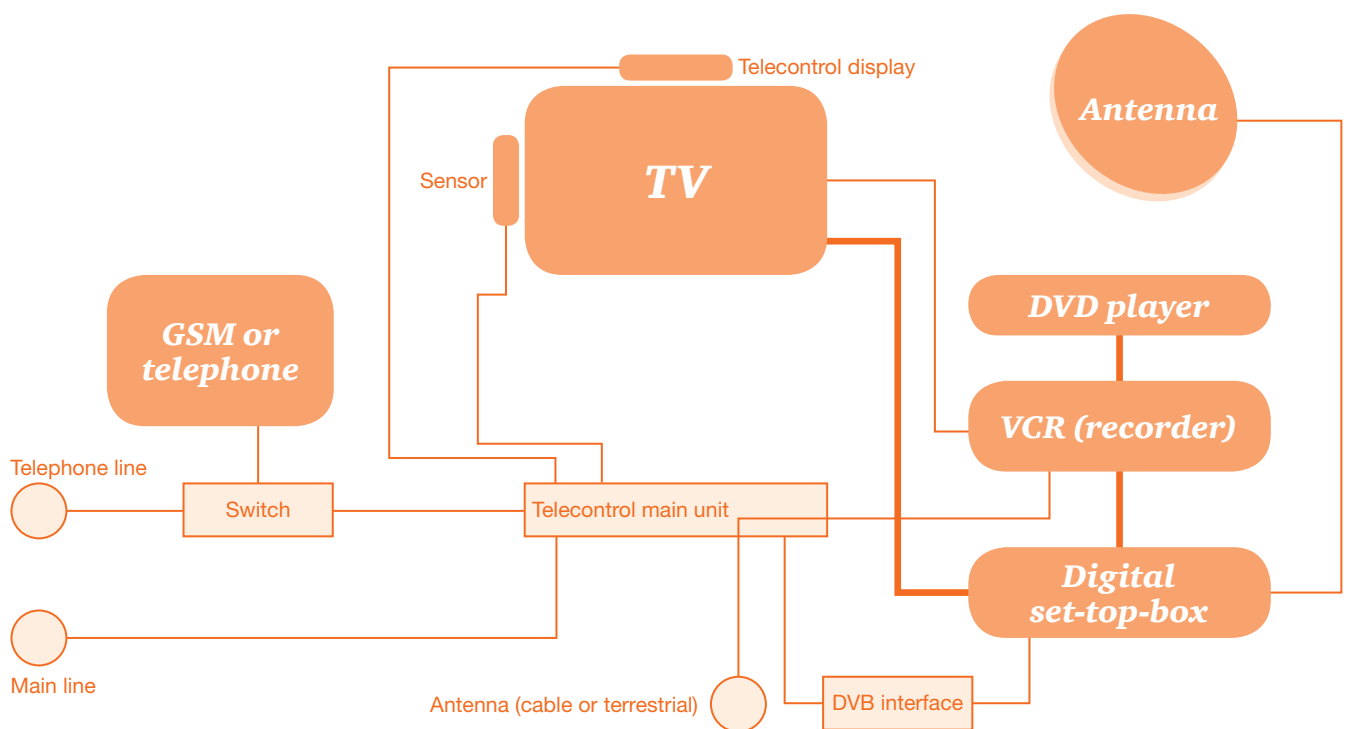 Telecontrol display
Antenna
TV
Sensor
DVD player
GSM or
telephone
VCR (recorder)
Telephone line
Switch
Telecontrol main unit
Digital
set-top-box
Main line
Antenna (cable or terrestrial)
DVB interface